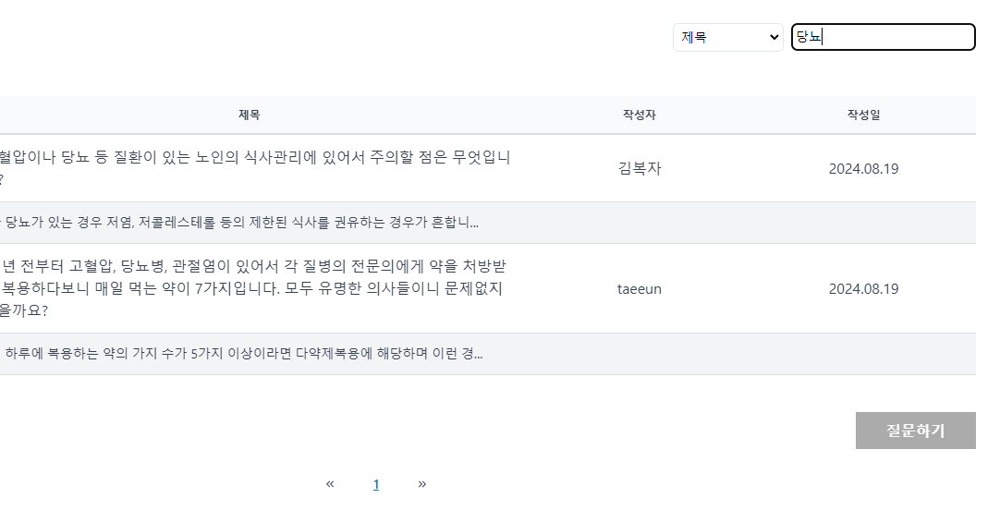 제목 당뇨
제목 작성자 작성일
혈압이나 당뇨 등 질환이 있는 노인의 식사관리에 있어서 주의할 점은 무엇입니
?
김복자 2024.08.19
당뇨가 있는 경우 저염, 저콜레스테롤 등의 제한된 식사를 권유하는 경우가 흔합니...
년 전부터 고혈압, 당뇨병, 관절염이 있어서 각 질병의 전문의에게 약을 처방받
복용하다보니 매일 먹는 약이 7가지입니다. 모두 유명한 의사들이니 문제없지
을까요?
taeeun 2024.08.19
하루에 복용하는 약의 가지 수가 5가지 이상이라면 다약제복용에 해당하며 이런 경...
질문하기
« 1 »